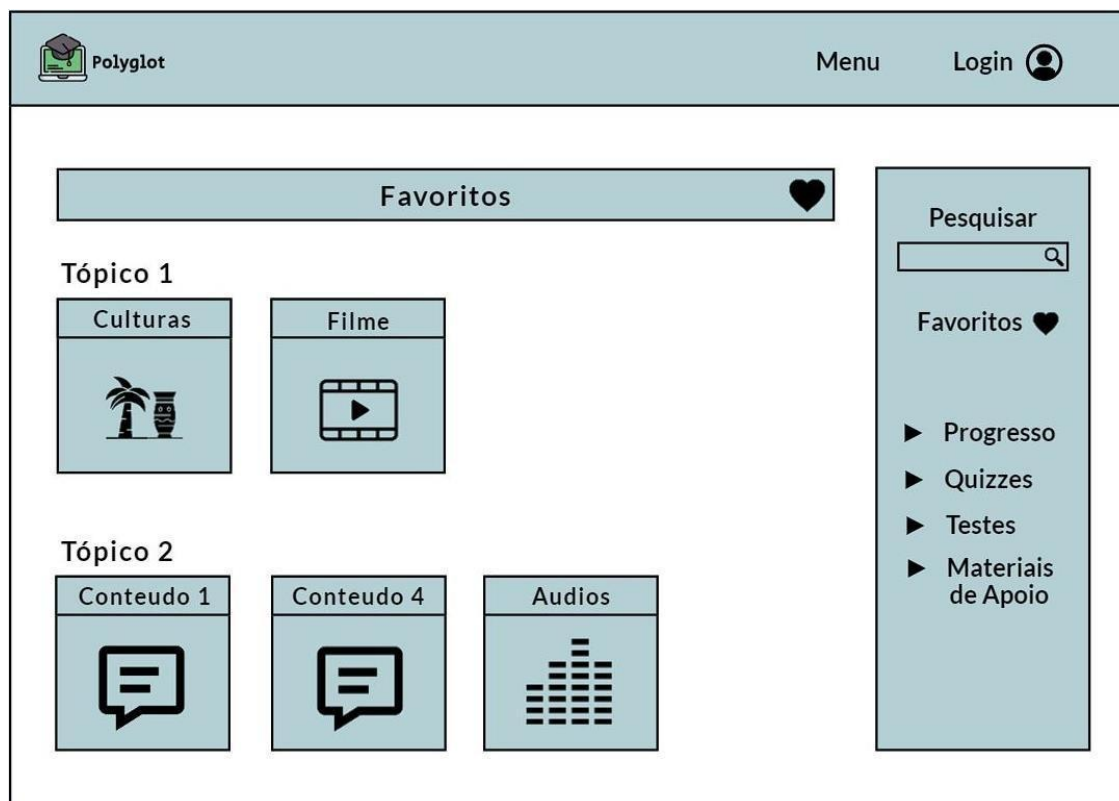 Polyglot
Menu
Login
Favoritos
Tópico 1
Culturas
Filme
Tópico 2
Conteudo 1
Conteudo 4
Audios
Pesquisar
Favoritos
Progresso
Quizzes
Testes
Materiais
de Apoio